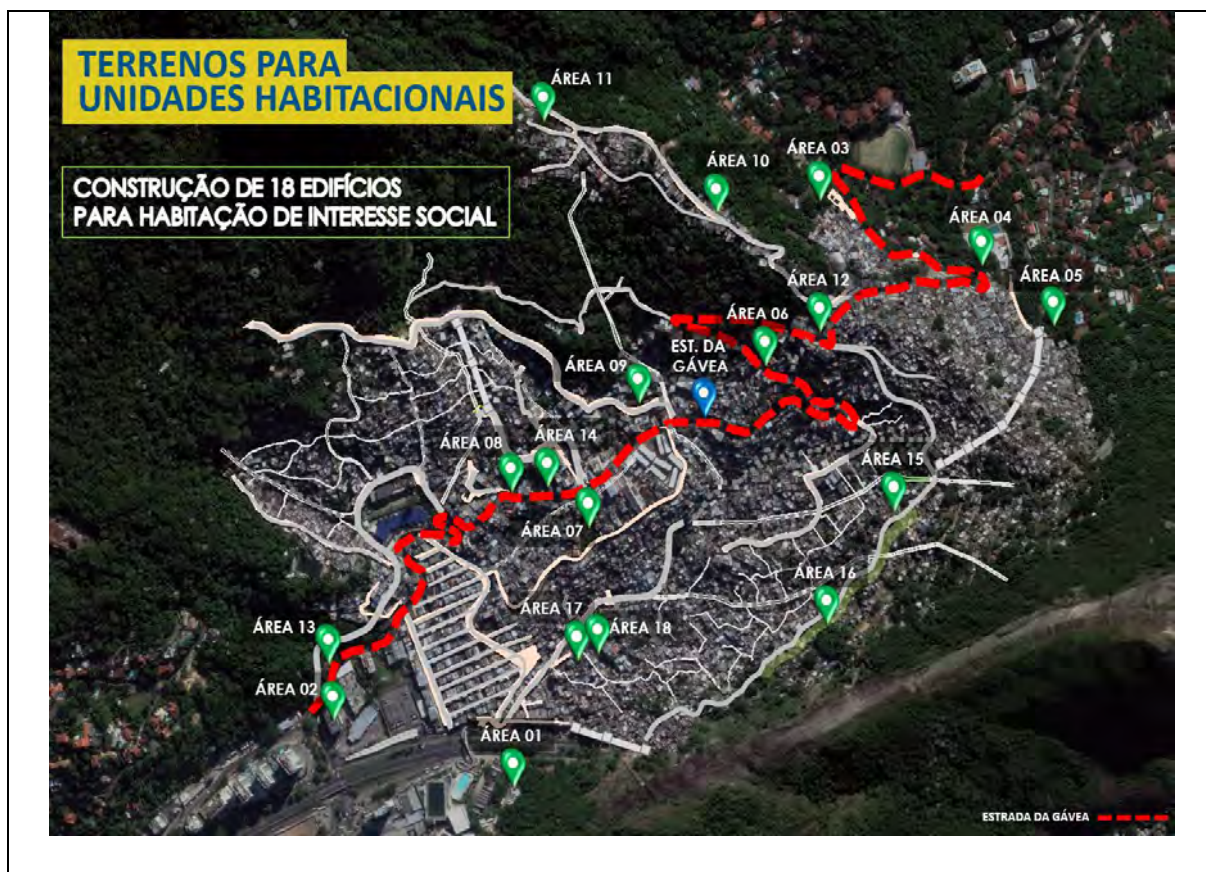 TERRENOS PARA
UNIDADES HABITACIONAIS
CONSTRUÇÃO DE 18 EDIFÍCIOS
PARA HABITAÇÃO DE INTERESSE SOCIAL
ÁREA 11
ÁREA 10
ÁREA 03
ÁREA 04
ÁREA 05
ÁREA 12
ÁREA 06
EST. DA
GÁVEA
ÁREA 09
ÁREA 14
ÁREA 08
ÁREA 07
ÁREA 15
ÁREA 16
ÁREA 17
ÁREA 18
ÁREA 13
ÁREA 02
ÁREA 01
ESTRADA DA GÁVEA